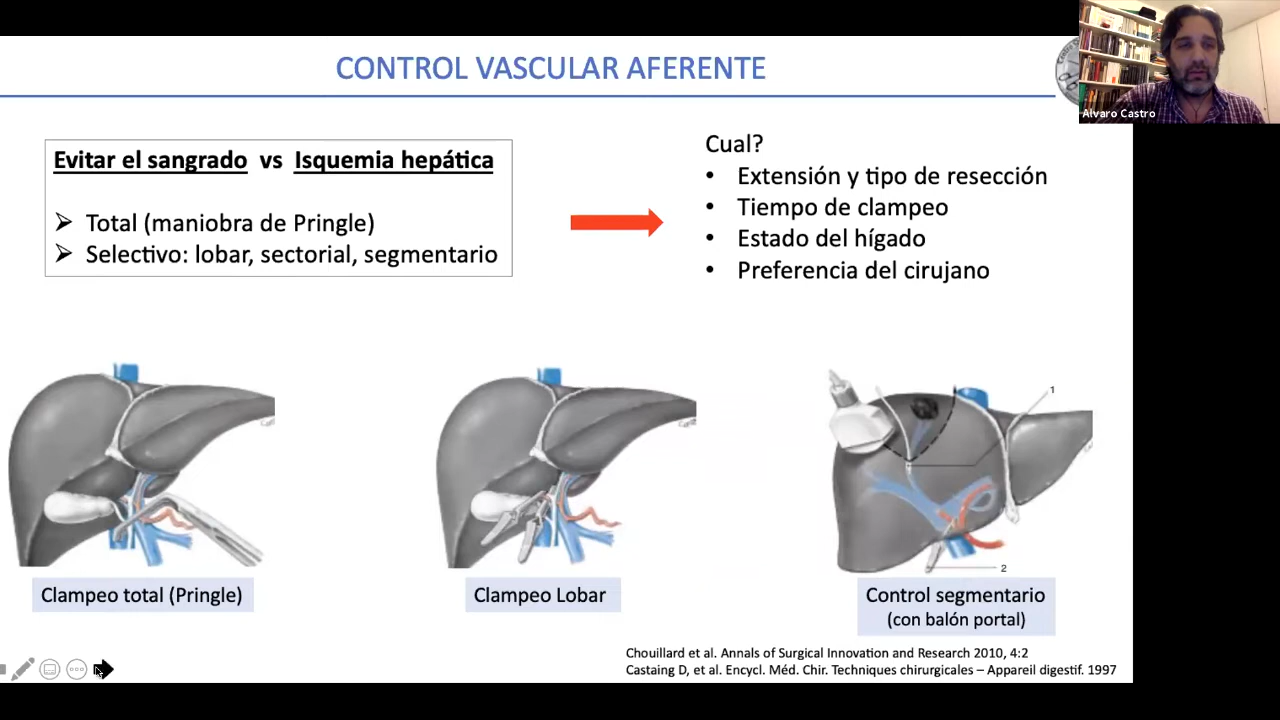 CONTROL VASCULAR AFERENTE
Alvaro Castro
Evitar el sangrado vs Isquemia hepática
➢ Total (maniobra de Pringle)
➢ Selectivo: lobar, sectorial, segmentario
Cual?
• Extensión y tipo de resección
• Tiempo de clampeo
• Estado del hígado
• Preferencia del cirujano
1
2
Clampeo total (Pringle)
Clampeo Lobar
Control segmentario
(con balón portal)
Chouillard et al. Annals of Surgical Innovation and Research 2010, 4:2
Castaing D, et al. Encycl. Méd. Chir. Techniques chirurgicales – Appareil digestif. 1997